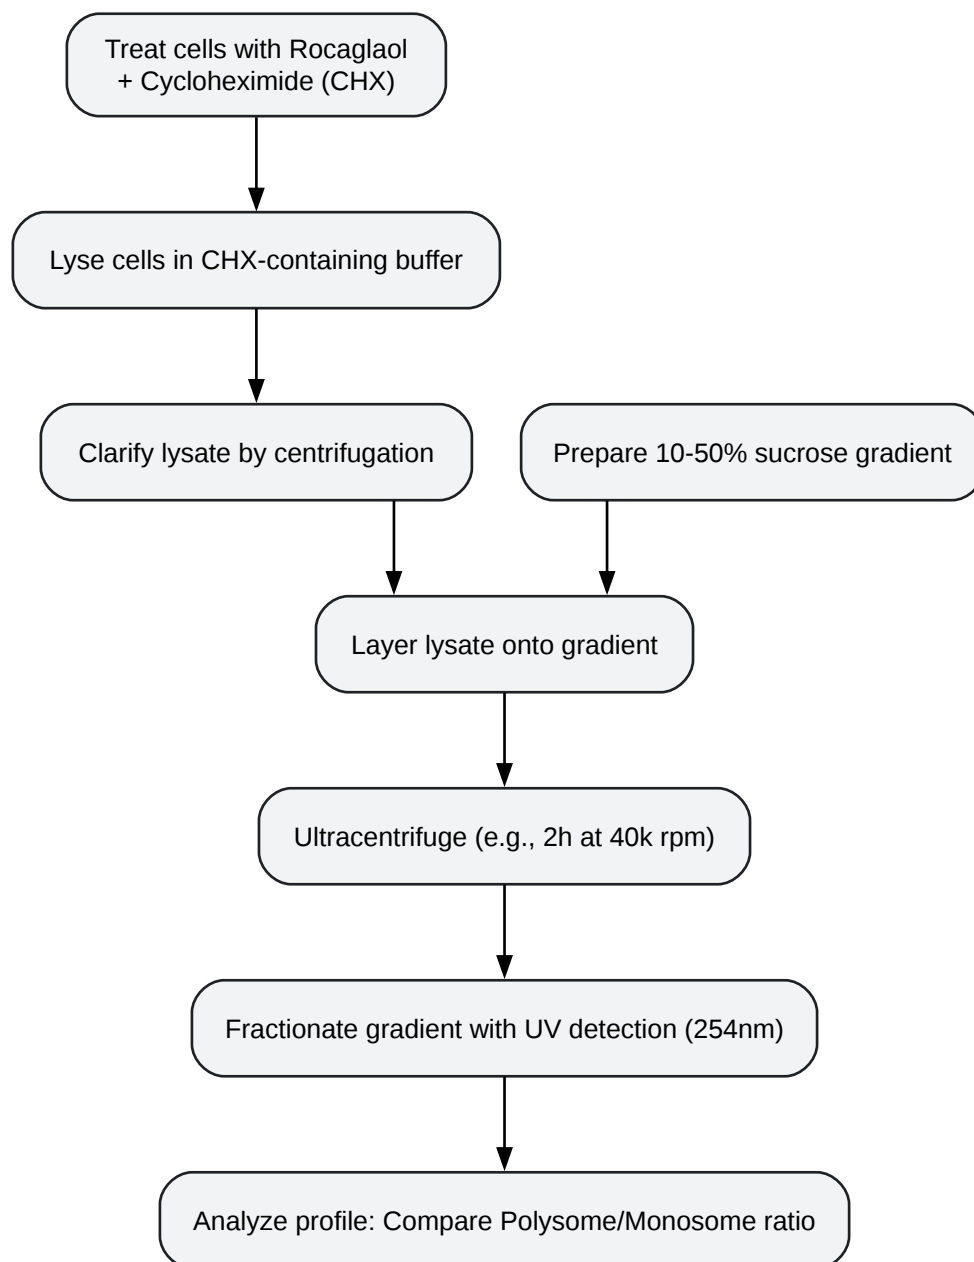 Treat cells with Rocaglaol
+ Cycloheximide (CHX)
Lyse cells in CHX-containing buffer
Clarify lysate by centrifugation
Prepare 10-50% sucrose gradient
Layer lysate onto gradient
Ultracentrifuge (e.g., 2h at 40k rpm)
Fractionate gradient with UV detection (254nm)
Analyze profile: Compare Polysome/Monosome ratio